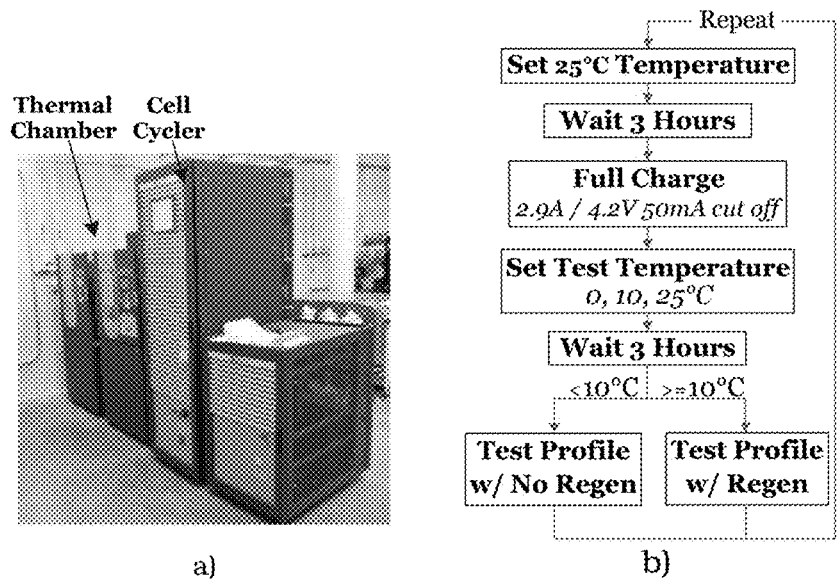 Thermal Chamber
Cell Cycler
a)
Repeat
Set 25°C Temperature
Wait 3 Hours
Full Charge
2.9A / 4.2V 50mA cut off
Set Test Temperature
0, 10, 25°C
Wait 3 Hours
<10°C
>=10°C
Test Profile
w/ No Regen
Test Profile
w/ Regen
b)